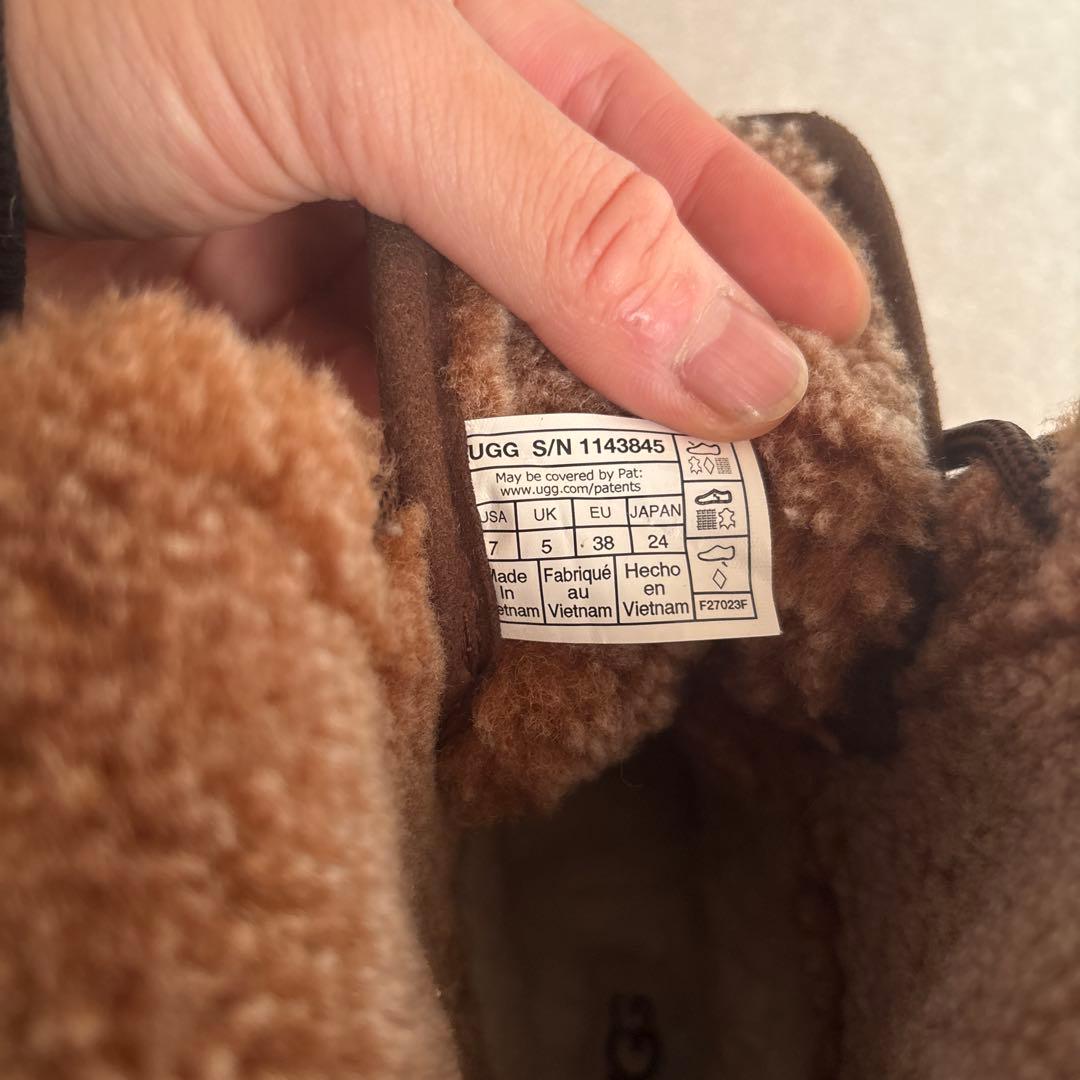 UGG S/N 1143845
May be covered by Pat:
www.ugg.com/patents
USA UK EU JAPAN
7 5 38 24
Made In Vietnam
Fabriqué au Vietnam
Hecho en Vietnam
F27023F